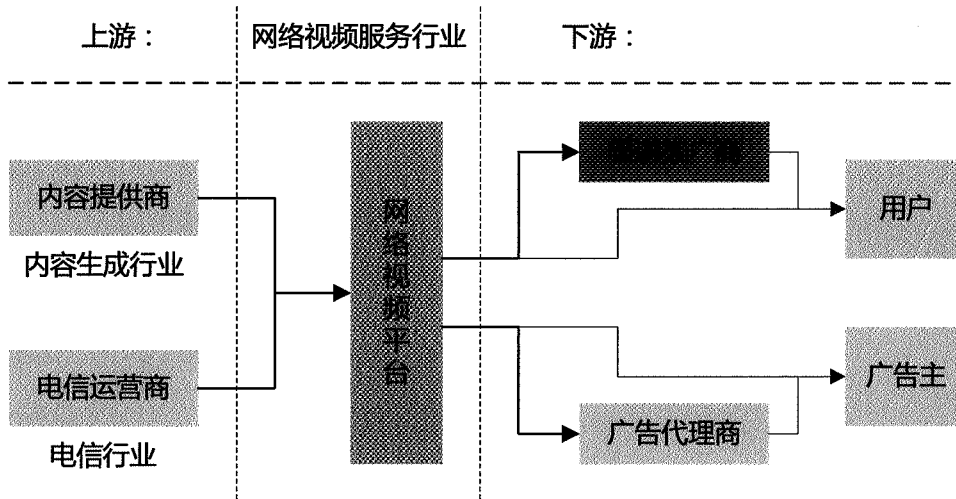 上游：
网络视频服务行业
下游：
内容提供商
内容生成行业
电信运营商
电信行业
网络视频平台
用户
广告主
广告代理商